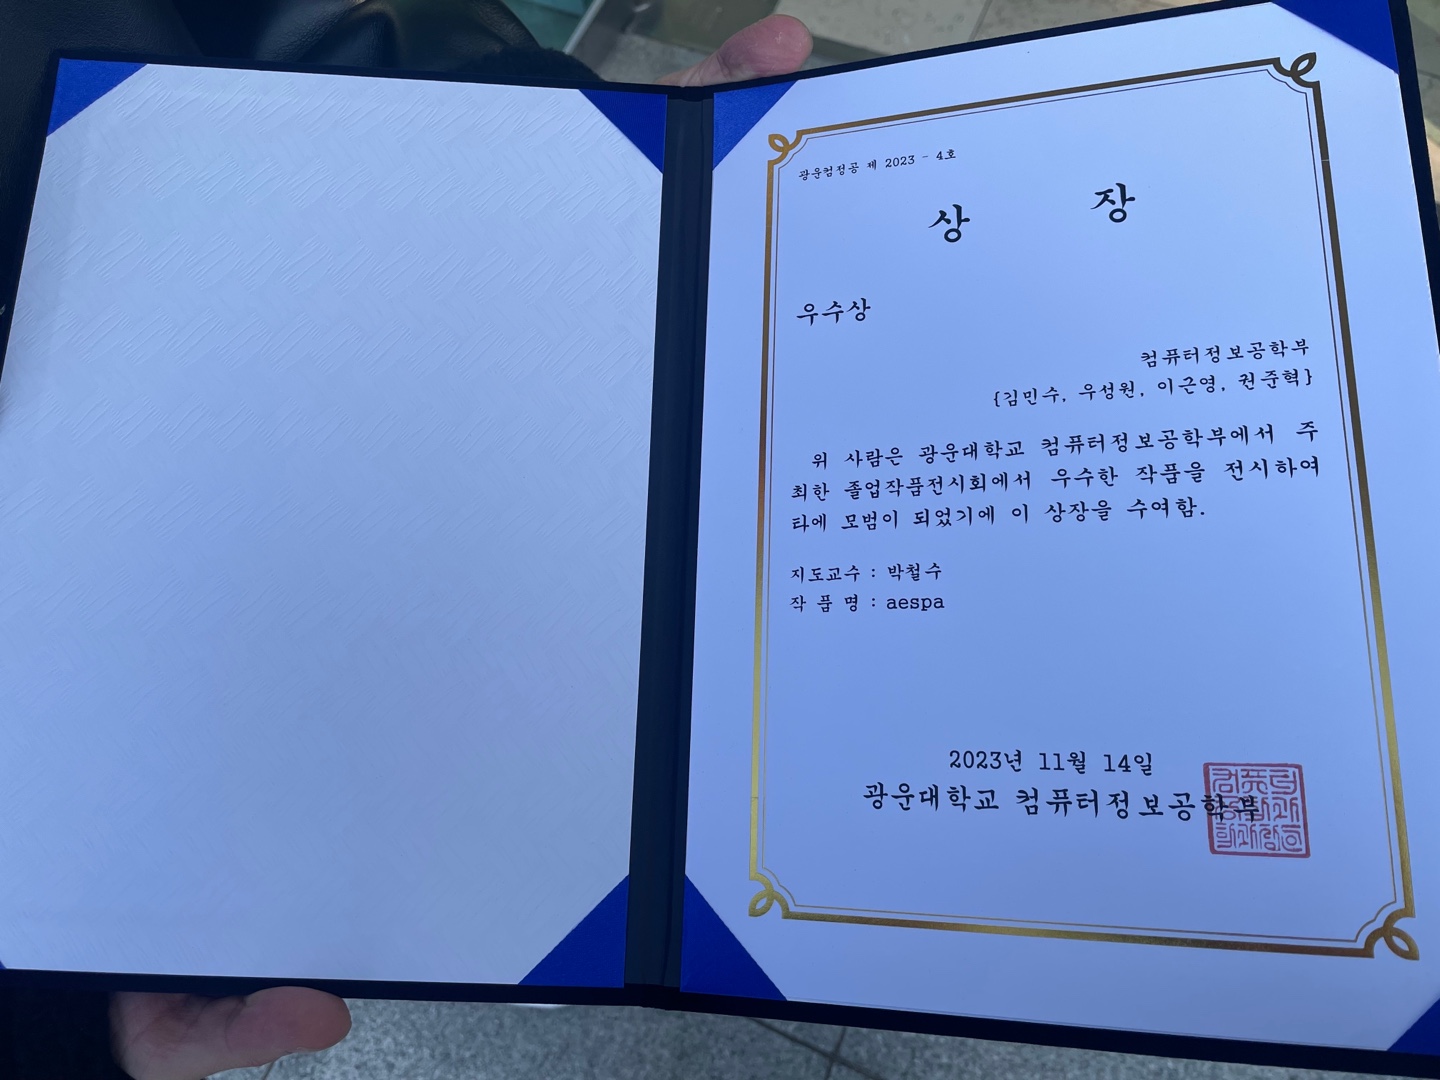 광운컴정공 제 2023 - 4호
상 장
우수상
컴퓨터정보공학부
{김민수, 우성원, 이근영, 권준혁}
위 사람은 광운대학교 컴퓨터정보공학부에서 주
최한 졸업작품전시회에서 우수한 작품을 전시하여
타에 모범이 되었기에 이 상장을 수여함.
지도교수 : 박철수
작 품 명 : aespa
2023년 11월 14일
광운대학교 컴퓨터정보공학부